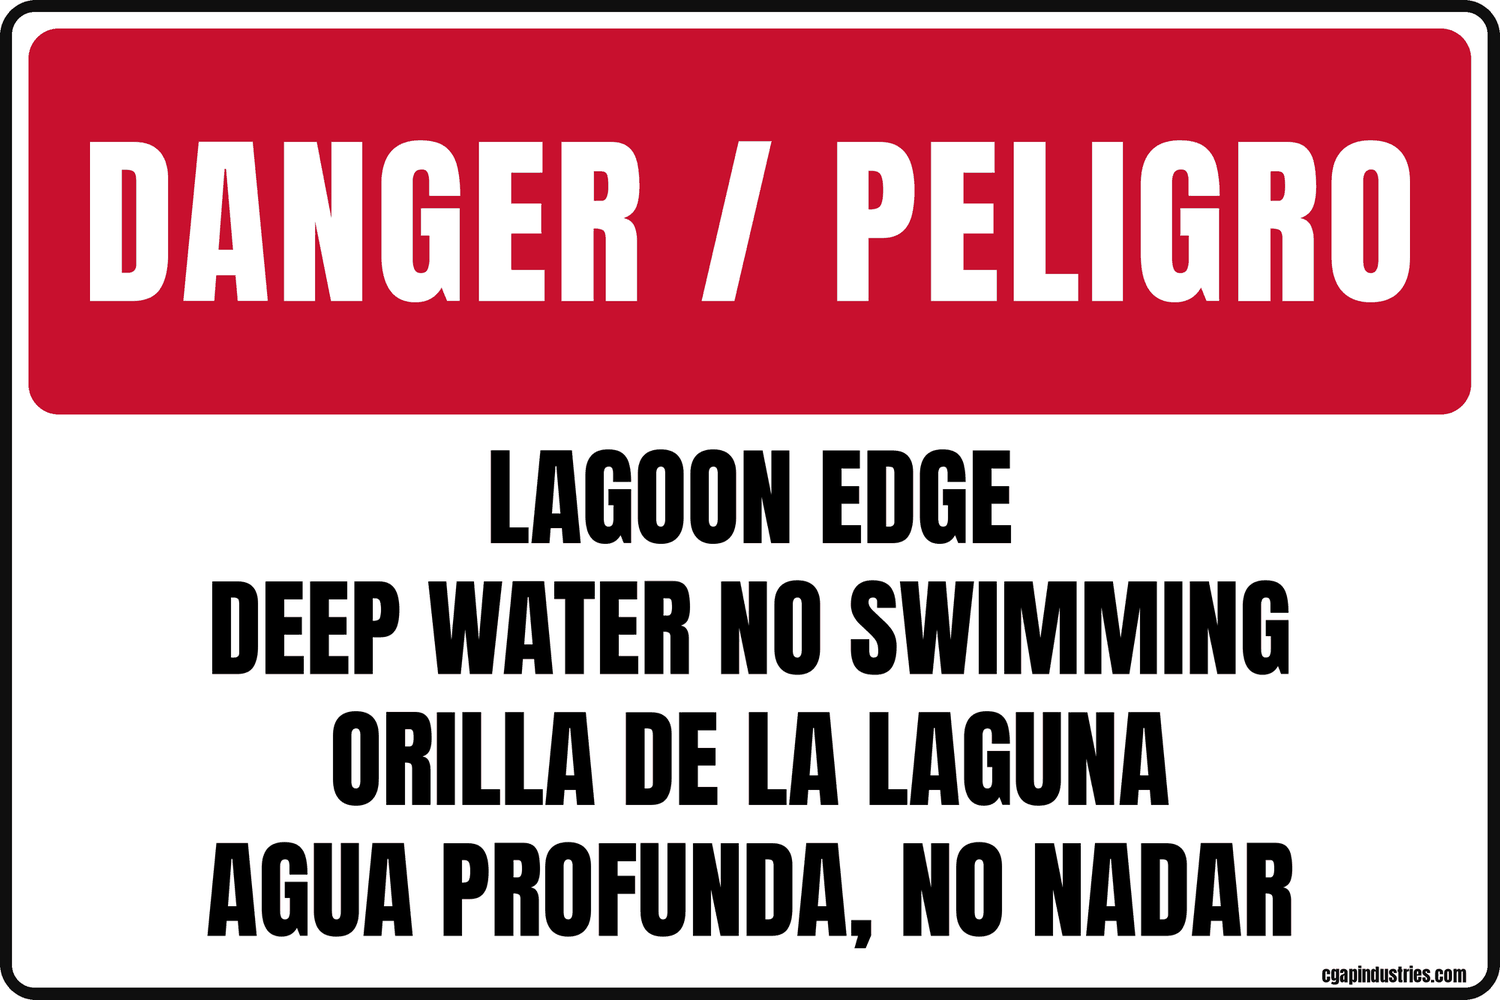 DANGER / PELIGRO
LAGOON EDGE
DEEP WATER NO SWIMMING
ORILLA DE LA LAGUNA
AGUA PROFUNDA, NO NADAR
cgapindustries.com